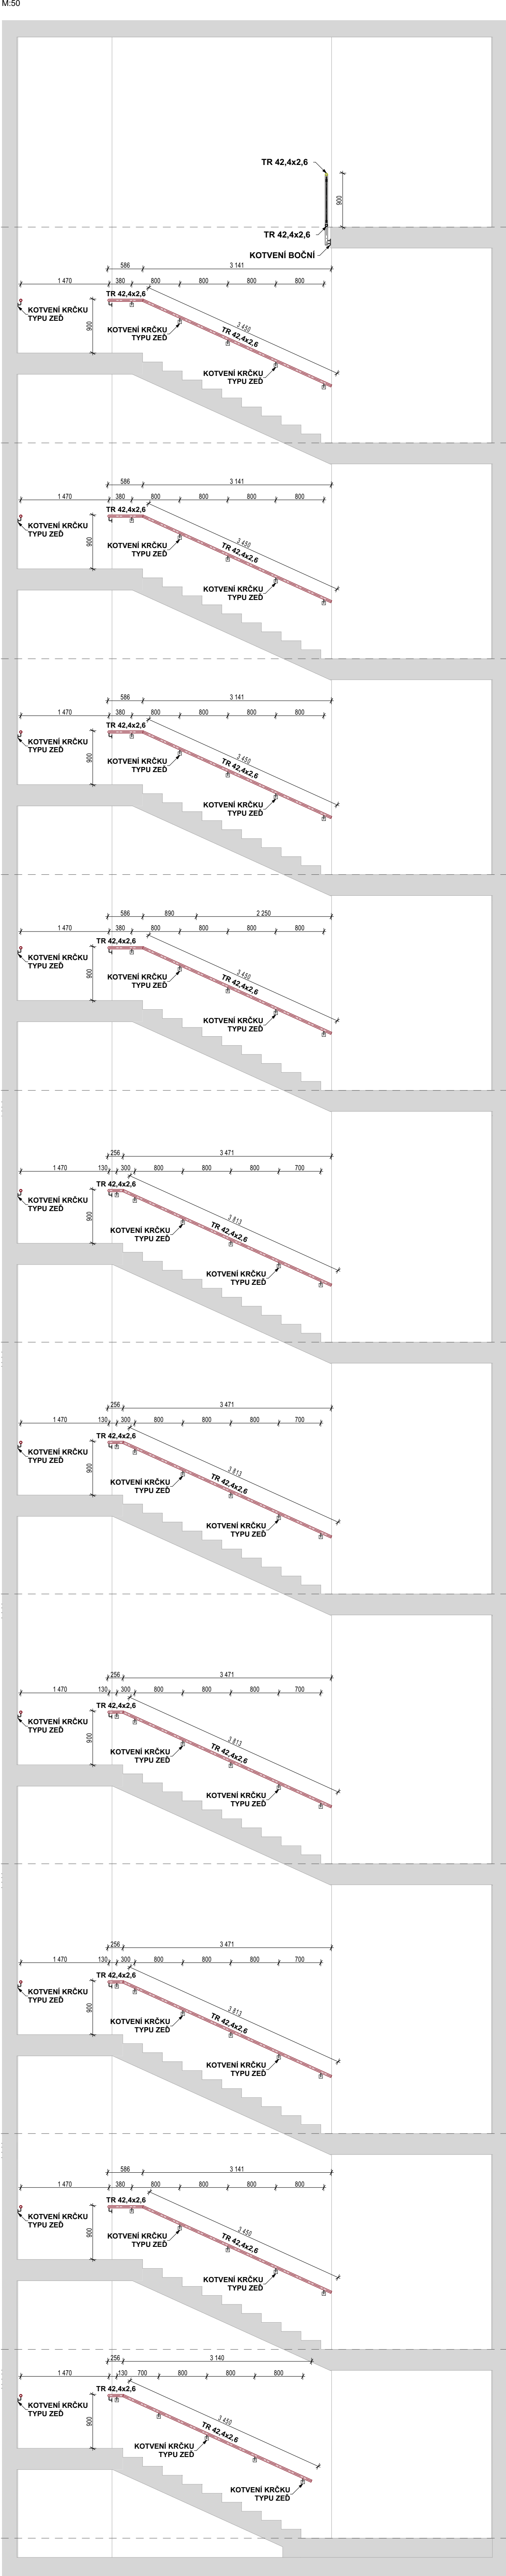 M:50
TR 42,4x2,6
900
TR 42,4x2,6
KOTVENÍ BOČNÍ
586 3 141
1 470 380 800 800 800 800
TR 42,4x2,6
KOTVENÍ KRČKU
TYPU ZEĎ
900
3 450
KOTVENÍ KRČKU
TYPU ZEĎ
TR 42,4x2,6
KOTVENÍ KRČKU
TYPU ZEĎ
586 3 141
1 470 380 800 800 800 800
TR 42,4x2,6
KOTVENÍ KRČKU
TYPU ZEĎ
900
3 450
KOTVENÍ KRČKU
TYPU ZEĎ
TR 42,4x2,6
KOTVENÍ KRČKU
TYPU ZEĎ
586 3 141
1 470 380 800 800 800 800
TR 42,4x2,6
KOTVENÍ KRČKU
TYPU ZEĎ
900
3 450
KOTVENÍ KRČKU
TYPU ZEĎ
TR 42,4x2,6
KOTVENÍ KRČKU
TYPU ZEĎ
586 890 2 250
1 470 380 800 800 800 800
TR 42,4x2,6
KOTVENÍ KRČKU
TYPU ZEĎ
900
3 450
KOTVENÍ KRČKU
TYPU ZEĎ
TR 42,4x2,6
KOTVENÍ KRČKU
TYPU ZEĎ
256 3 471
1 470 130 300 800 800 800 700
TR 42,4x2,6
KOTVENÍ KRČKU
TYPU ZEĎ
900
3 813
KOTVENÍ KRČKU
TYPU ZEĎ
TR 42,4x2,6
KOTVENÍ KRČKU
TYPU ZEĎ
256 3 471
1 470 130 300 800 800 800 700
TR 42,4x2,6
KOTVENÍ KRČKU
TYPU ZEĎ
900
3 813
KOTVENÍ KRČKU
TYPU ZEĎ
TR 42,4x2,6
KOTVENÍ KRČKU
TYPU ZEĎ
256 3 471
1 470 130 300 800 800 800 700
TR 42,4x2,6
KOTVENÍ KRČKU
TYPU ZEĎ
900
3 813
KOTVENÍ KRČKU
TYPU ZEĎ
TR 42,4x2,6
KOTVENÍ KRČKU
TYPU ZEĎ
256 3 471
1 470 130 300 800 800 800 700
TR 42,4x2,6
KOTVENÍ KRČKU
TYPU ZEĎ
900
3 813
KOTVENÍ KRČKU
TYPU ZEĎ
TR 42,4x2,6
KOTVENÍ KRČKU
TYPU ZEĎ
586 3 141
1 470 380 800 800 800 800
TR 42,4x2,6
KOTVENÍ KRČKU
TYPU ZEĎ
900
3 450
KOTVENÍ KRČKU
TYPU ZEĎ
TR 42,4x2,6
KOTVENÍ KRČKU
TYPU ZEĎ
256 3 140
1 470 130 700 800 800 800
TR 42,4x2,6
KOTVENÍ KRČKU
TYPU ZEĎ
900
3 450
TR 42,4x2,6
KOTVENÍ KRČKU
TYPU ZEĎ
KOTVENÍ KRČKU
TYPU ZEĎ